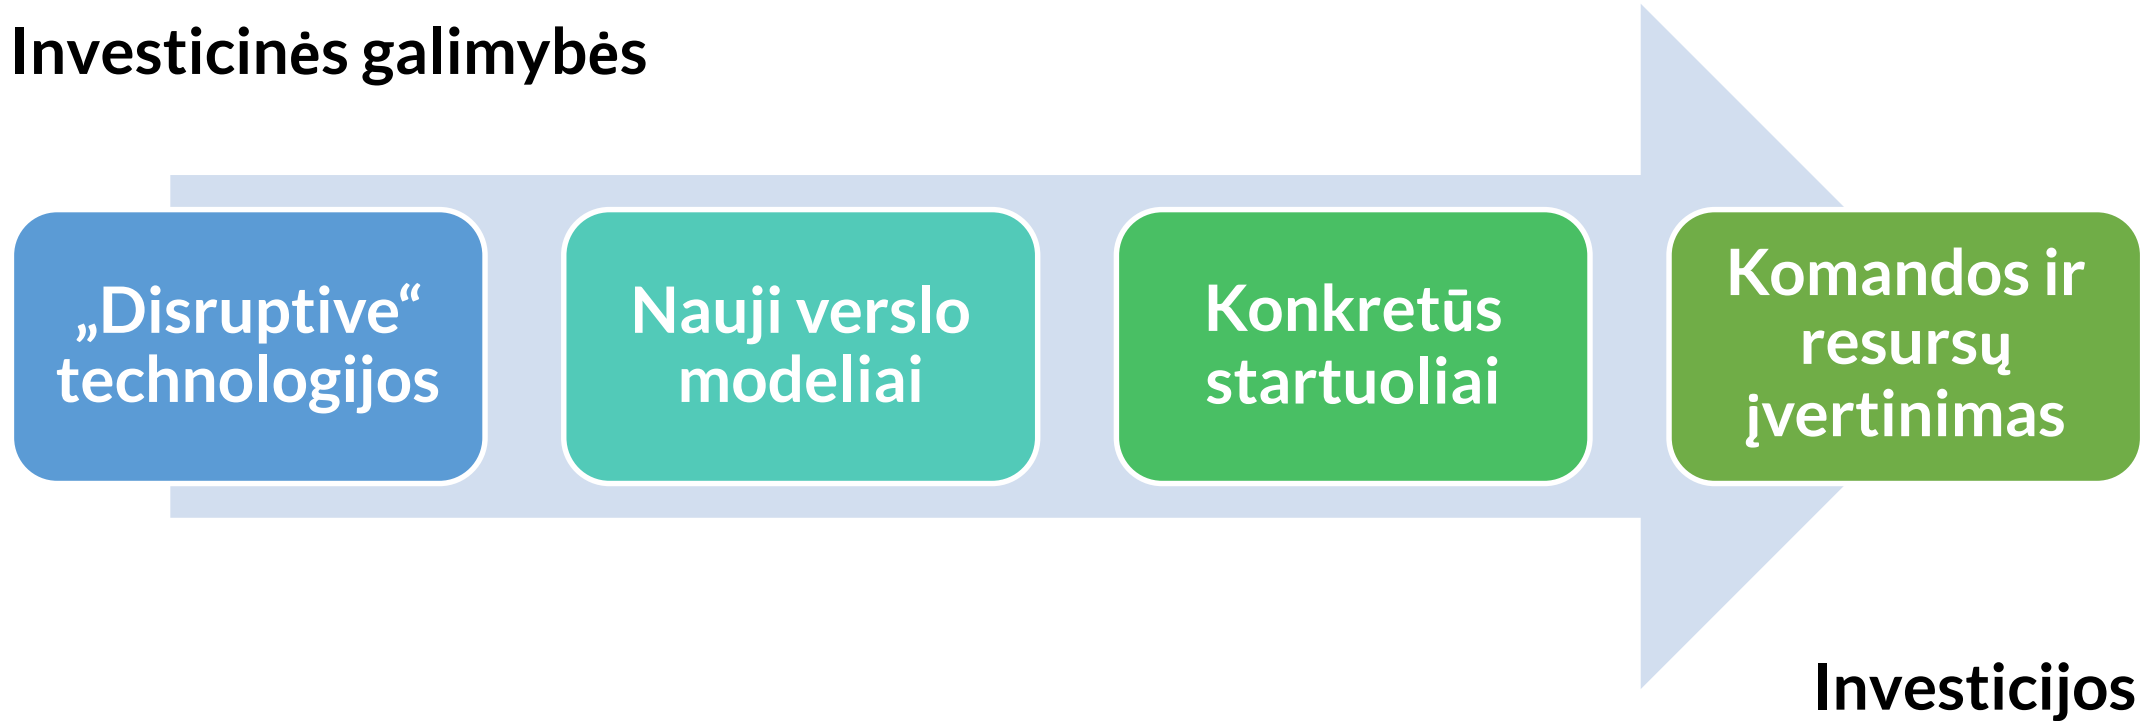 Investicinės galimybės
„Disruptive“
technologijos
Nauji verslo
modeliai
Konkretūs
startuoliai
Komandos ir
resursų
įvertinimas
Investicijos